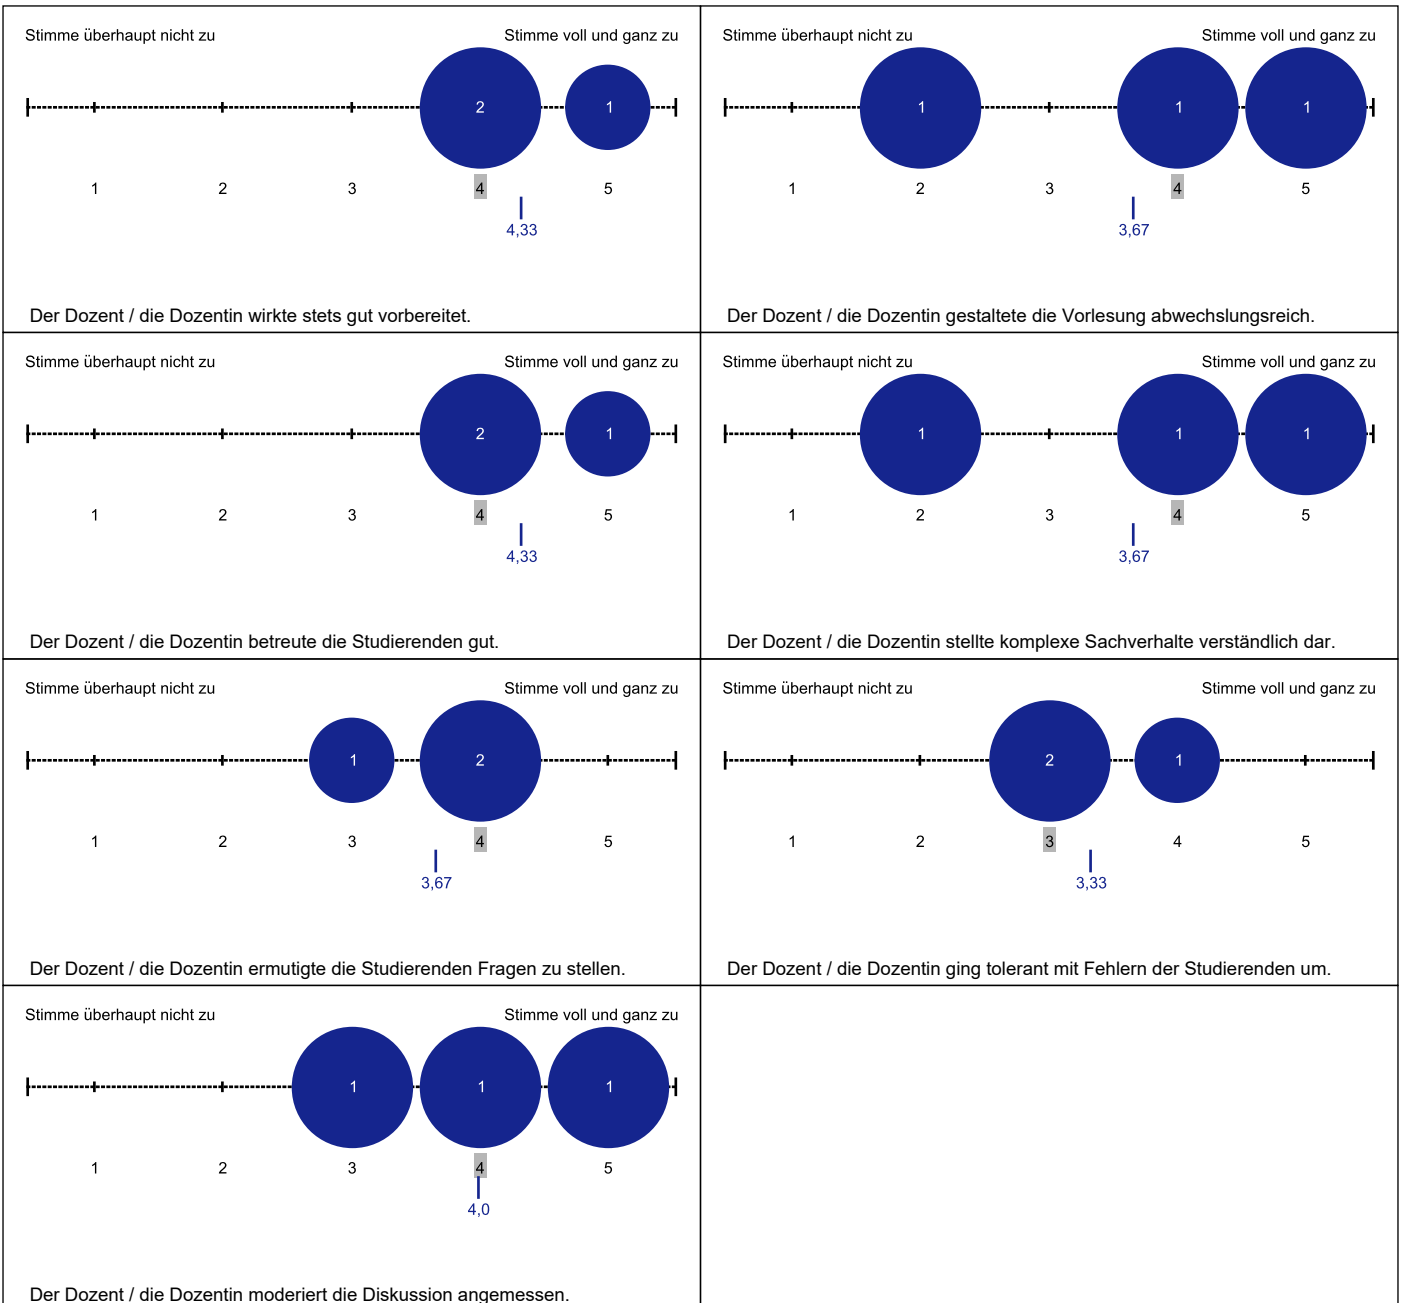 Stimme überhaupt nicht zu Stimme voll und ganz zu
2 1
1 2 3 4 5
4,33
Der Dozent / die Dozentin wirkte stets gut vorbereitet.
Stimme überhaupt nicht zu Stimme voll und ganz zu
1 1 1
1 2 3 4 5
3,67
Der Dozent / die Dozentin gestaltete die Vorlesung abwechslungsreich.
Stimme überhaupt nicht zu Stimme voll und ganz zu
2 1
1 2 3 4 5
4,33
Der Dozent / die Dozentin betreute die Studierenden gut.
Stimme überhaupt nicht zu Stimme voll und ganz zu
1 1 1
1 2 3 4 5
3,67
Der Dozent / die Dozentin stellte komplexe Sachverhalte verständlich dar.
Stimme überhaupt nicht zu Stimme voll und ganz zu
1 2
1 2 3 4 5
3,67
Der Dozent / die Dozentin ermutigte die Studierenden Fragen zu stellen.
Stimme überhaupt nicht zu Stimme voll und ganz zu
2 1
1 2 3 4 5
3,33
Der Dozent / die Dozentin ging tolerant mit Fehlern der Studierenden um.
Stimme überhaupt nicht zu Stimme voll und ganz zu
1 1 1
1 2 3 4 5
4,0
Der Dozent / die Dozentin moderiert die Diskussion angemessen.